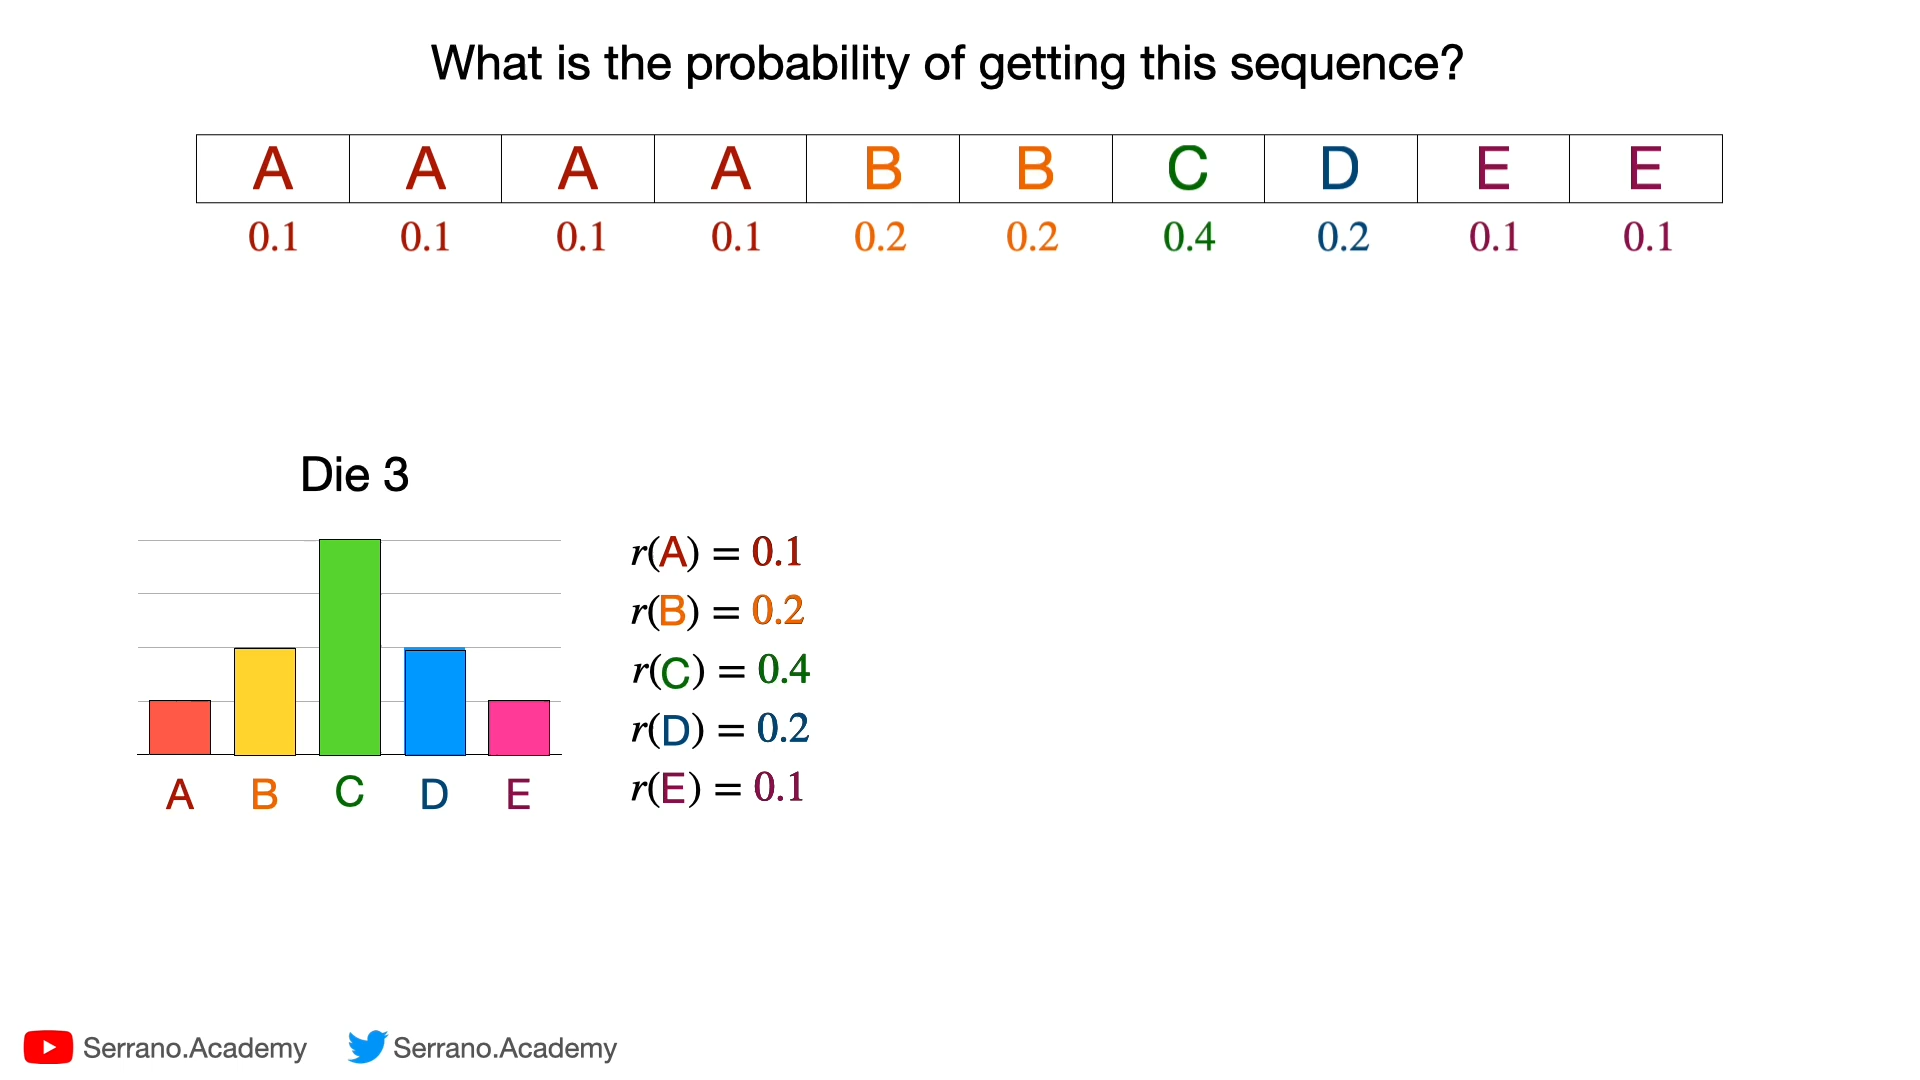 What is the probability of getting this sequence?
A A A A B B C D E E
0.1 0.1 0.1 0.1 0.2 0.2 0.4 0.2 0.1 0.1
Die 3
A B C D E
r(A) = 0.1
r(B) = 0.2
r(C) = 0.4
r(D) = 0.2
r(E) = 0.1
Serrano.Academy Serrano.Academy